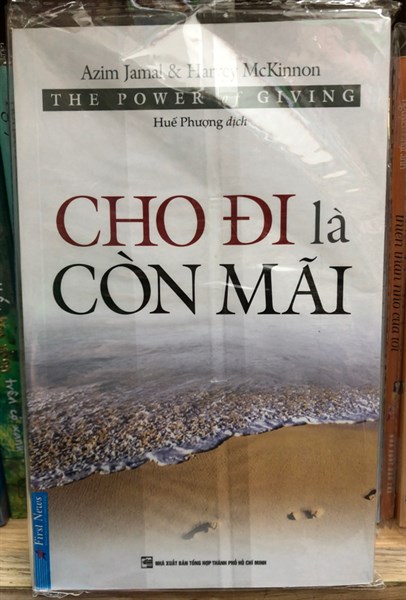 Azim Jamal & Harvey McKinnon
THE POWER of GIVING
Huế Phượng dịch
CHO ĐI là
CÒN MÃI
First News
NHÀ XUẤT BẢN TỔNG HỢP THÀNH PHỐ HỒ CHÍ MINH